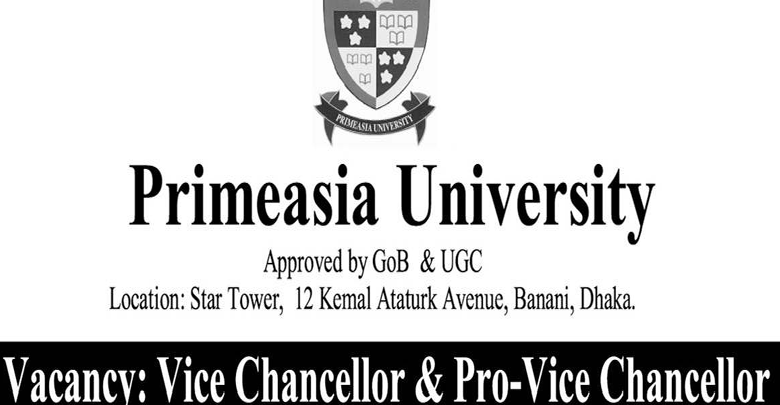 PRIMEASIA UNIVERSITY
Primeasia University
Approved by GoB & UGC
Location: Star Tower, 12 Kemal Ataturk Avenue, Banani, Dhaka.
Vacancy: Vice Chancellor & Pro-Vice Chancellor